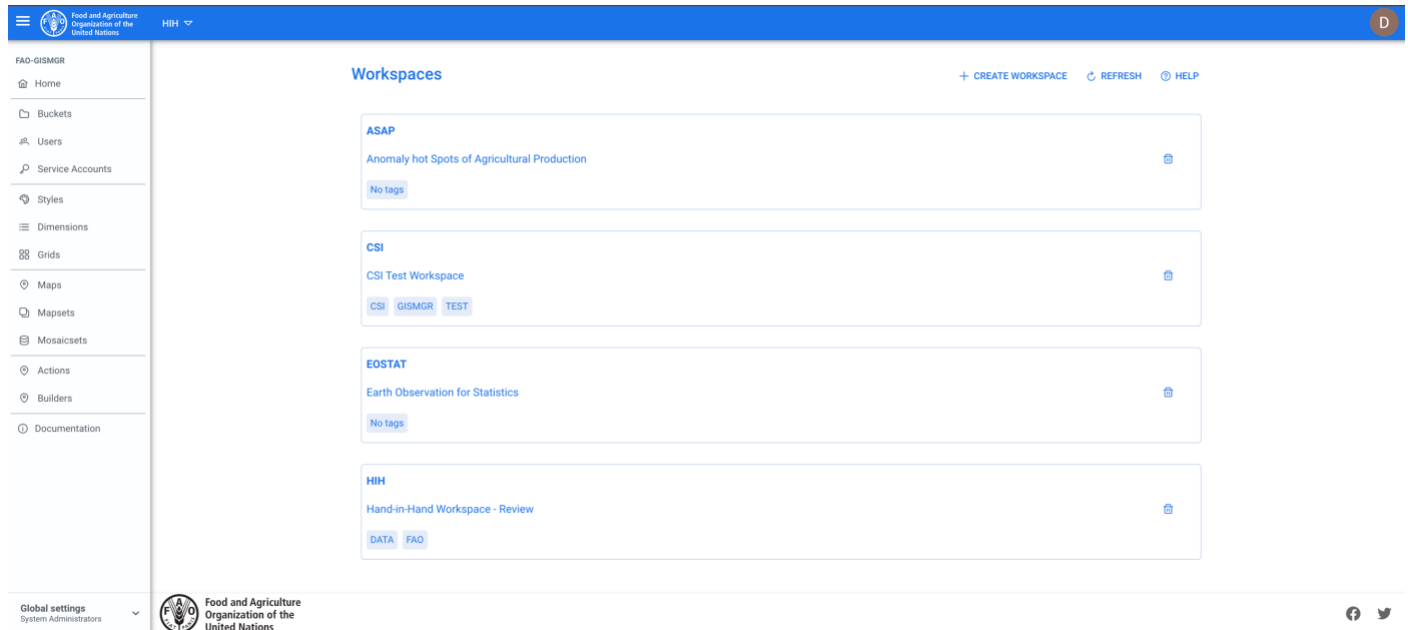 Food and Agriculture
Organization of the
United Nations
HIH
D
FAO-GISMGR
Home
Buckets
Users
Service Accounts
Styles
Dimensions
Grids
Maps
Mapsets
Mosaicsets
Actions
Builders
Documentation
Global settings
System Administrators
Workspaces
CREATE WORKSPACE REFRESH HELP
ASAP
Anomaly hot Spots of Agricultural Production
No tags
CSI
CSI Test Workspace
CSI GISMGR TEST
EOSTAT
Earth Observation for Statistics
No tags
HIH
Hand-in-Hand Workspace - Review
DATA FAO
FAO
FIAT PANIS
Food and Agriculture
Organization of the
United Nations